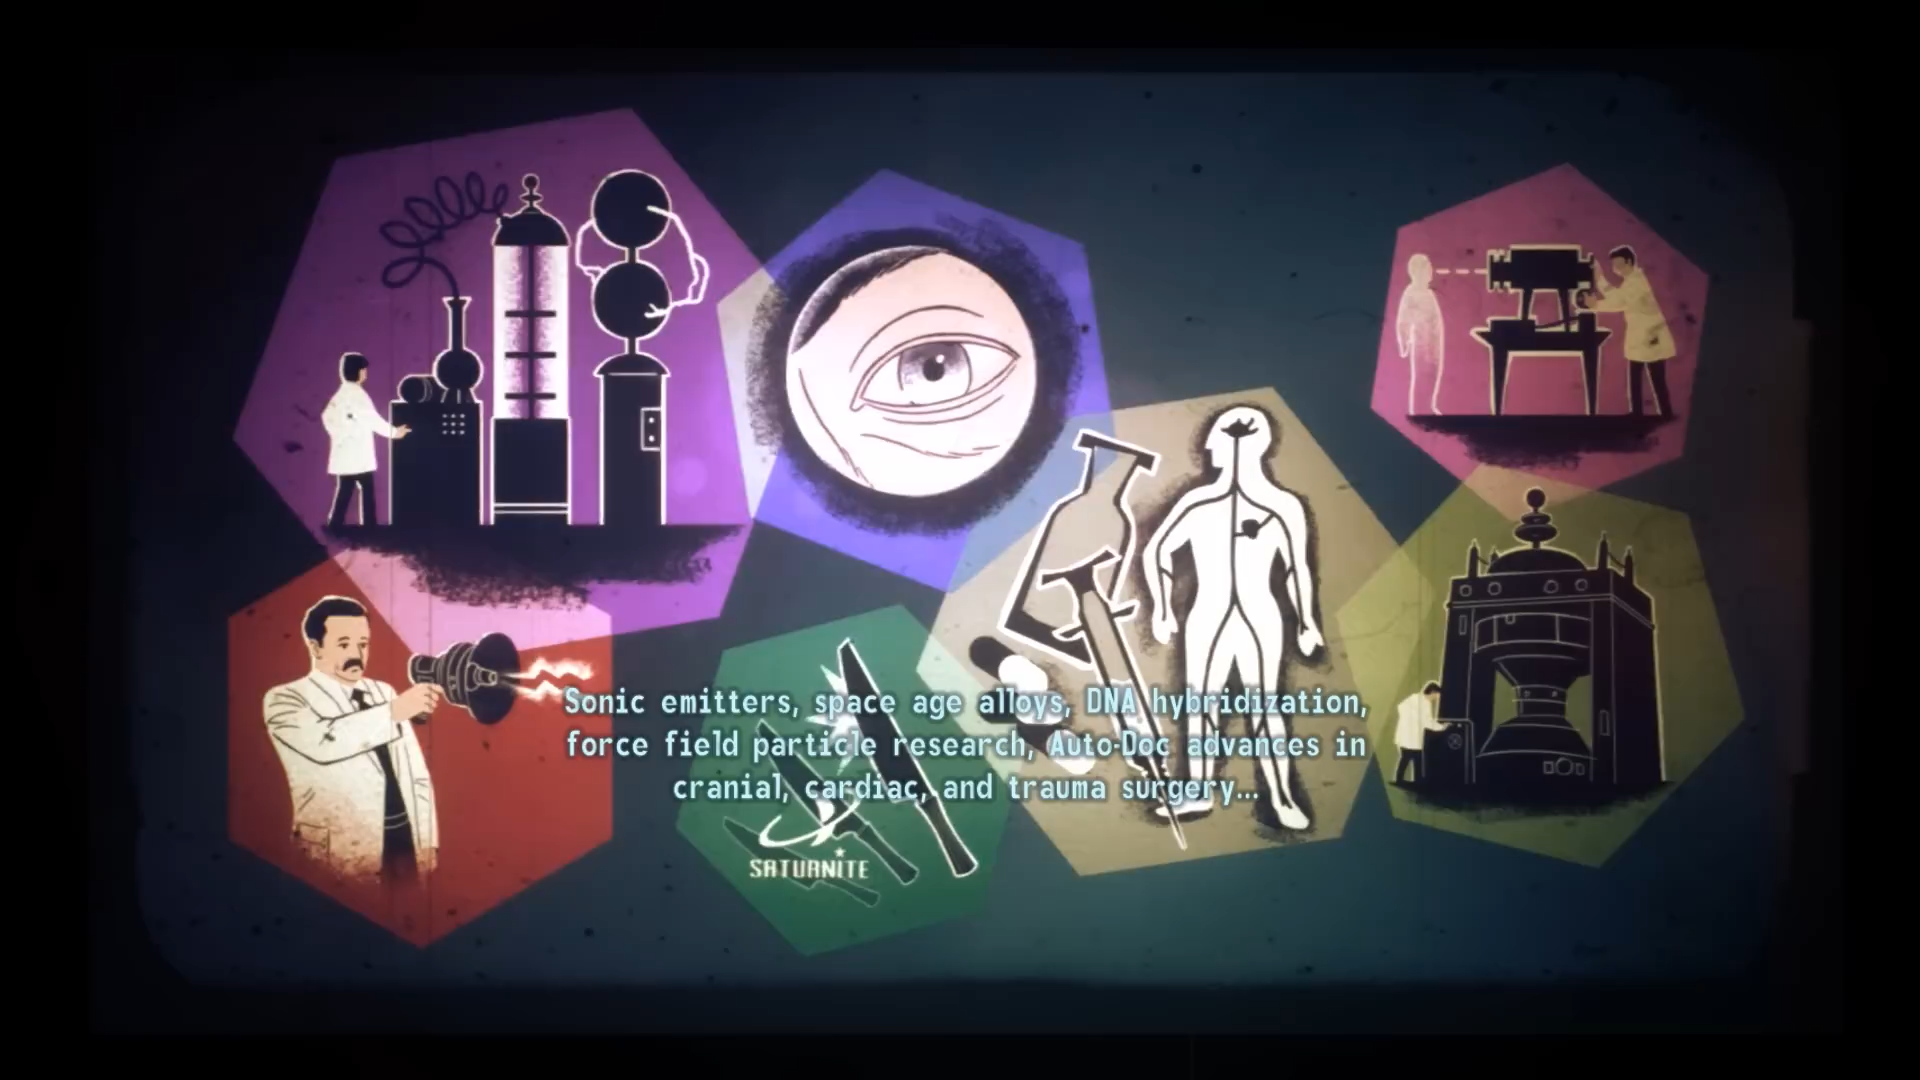 Sonic emitters, space age alloys, DNA hybridization,
force field particle research, Auto-Doc advances in
cranial, cardiac, and trauma surgery...
SATURNITE